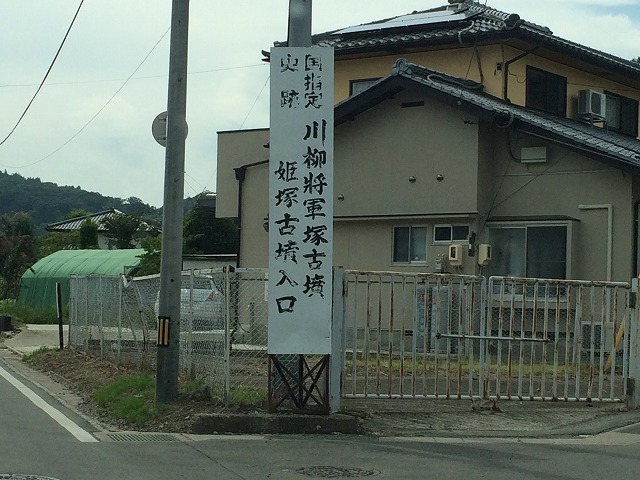 国指定
史跡
川柳将軍塚古墳
姫塚古墳入口